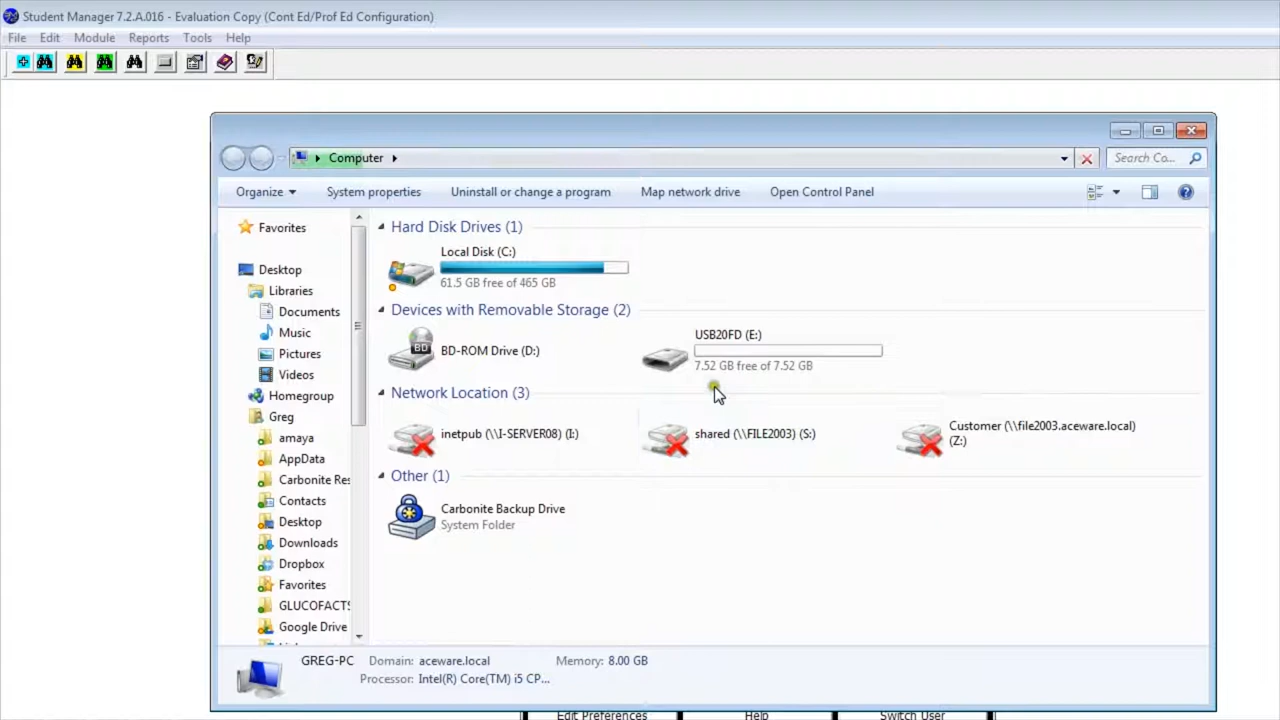 Student Manager 7.2.A.016 - Evaluation Copy (Cont Ed/Prof Ed Configuration)
File Edit Module Reports Tools Help
Computer
Search Co...
Organize System properties Uninstall or change a program Map network drive Open Control Panel
Favorites
Desktop
Libraries
Documents
Music
Pictures
Videos
Homegroup
Greg
amaya
AppData
Carbonite Res
Contacts
Desktop
Downloads
Dropbox
Favorites
GLUCOFACTS
Google Drive
Hard Disk Drives (1)
Local Disk (C:)
61.5 GB free of 465 GB
Devices with Removable Storage (2)
BD
BD-ROM Drive (D:)
USB20FD (E:)
7.52 GB free of 7.52 GB
Network Location (3)
inetpub (\\I-SERVER08) (I:)
shared (\\FILE2003) (S:)
Customer (\\file2003.aceware.local)
(Z:)
Other (1)
Carbonite Backup Drive
System Folder
GREG-PC Domain: aceware.local Memory: 8.00 GB
Processor: Intel(R) Core(TM) i5 CP...
Edit Preferences Help Switch User